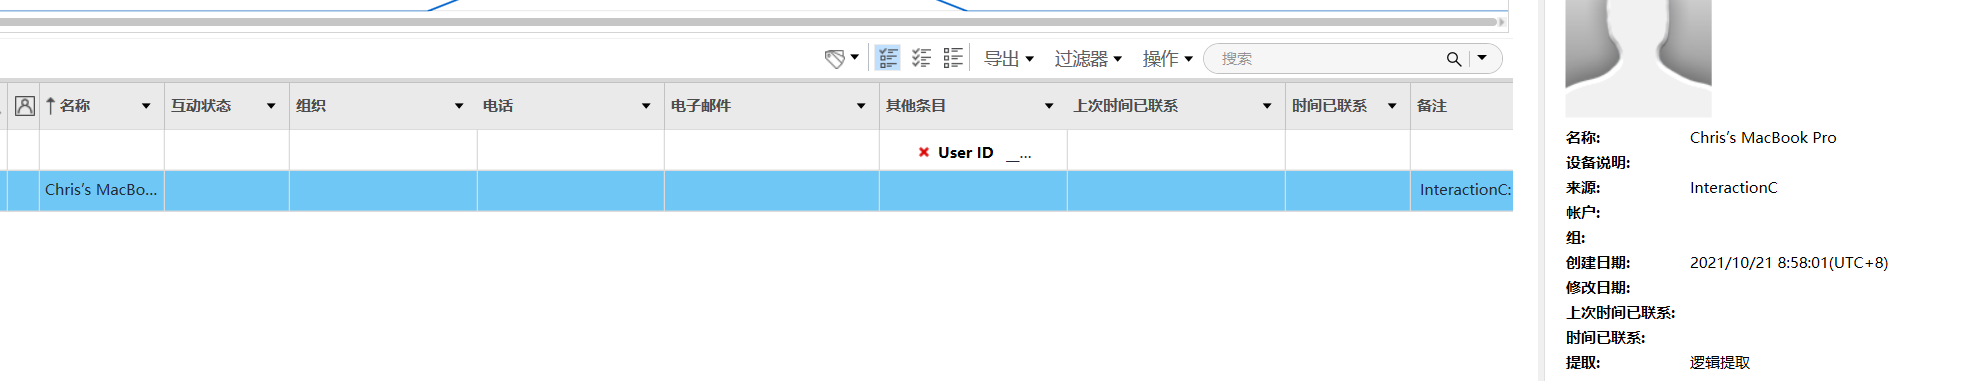 导出 过滤器 操作 搜索
名称 互动状态 组织 电话 电子邮件 其他条目 上次时间已联系 时间已联系 备注
User ID __...
Chris's MacBo... InteractionC:
名称: Chris's MacBook Pro
设备说明:
来源: InteractionC
帐户:
组:
创建日期: 2021/10/21 8:58:01(UTC+8)
修改日期:
上次时间已联系:
时间已联系:
提取: 逻辑提取